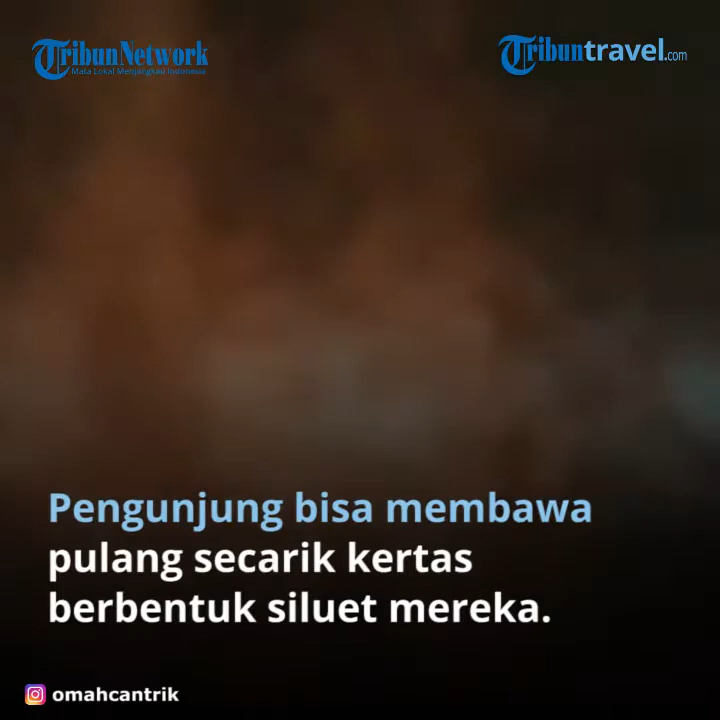 TribunNetwork
Mata Lokal Menjangkau Indonesia
Tribuntravel.com
Pengunjung bisa membawa
pulang secarik kertas
berbentuk siluet mereka.
omahcantrik